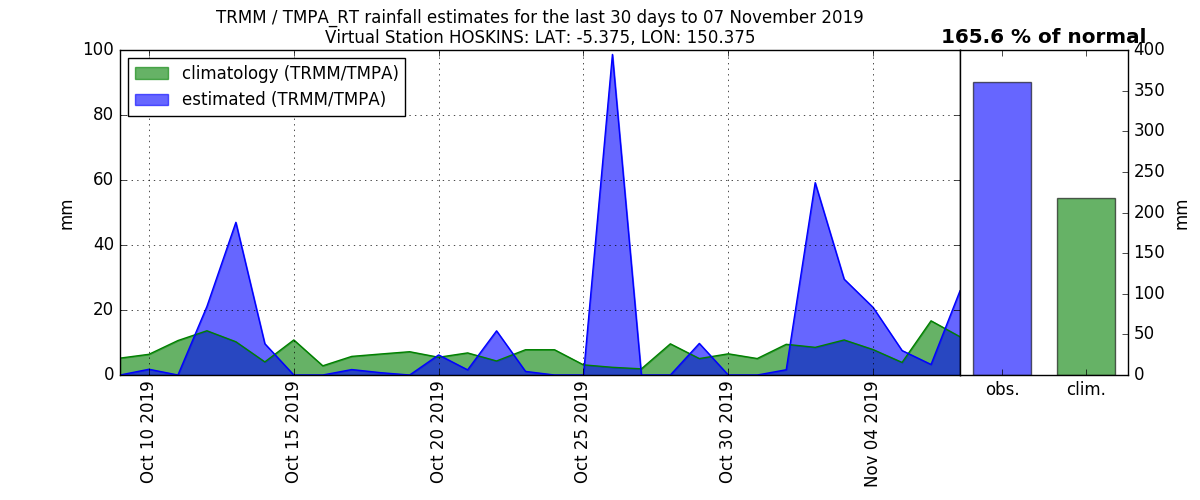 TRMM / TMPA_RT rainfall estimates for the last 30 days to 07 November 2019
Virtual Station HOSKINS: LAT: -5.375, LON: 150.375
165.6 % of normal
climatology (TRMM/TMPA)
estimated (TRMM/TMPA)
100
80
60
40
20
0
mm
Oct 10 2019
Oct 15 2019
Oct 20 2019
Oct 25 2019
Oct 30 2019
Nov 04 2019
400
350
300
250
200
150
100
50
0
mm
obs.
clim.